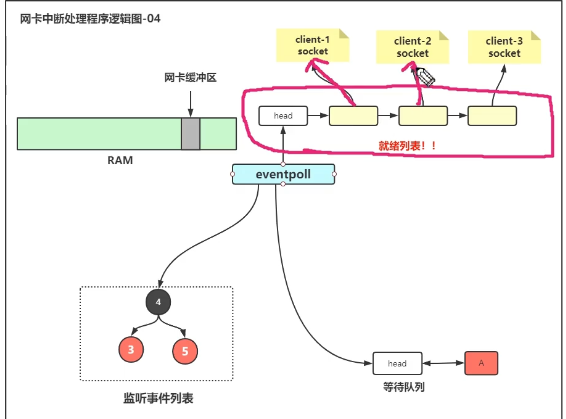 网卡中断处理程序逻辑图-04
client-1
socket
client-2
socket
client-3
socket
网卡缓冲区
head
就绪列表！！
RAM
eventpoll
4
3
5
监听事件列表
head
A
等待队列